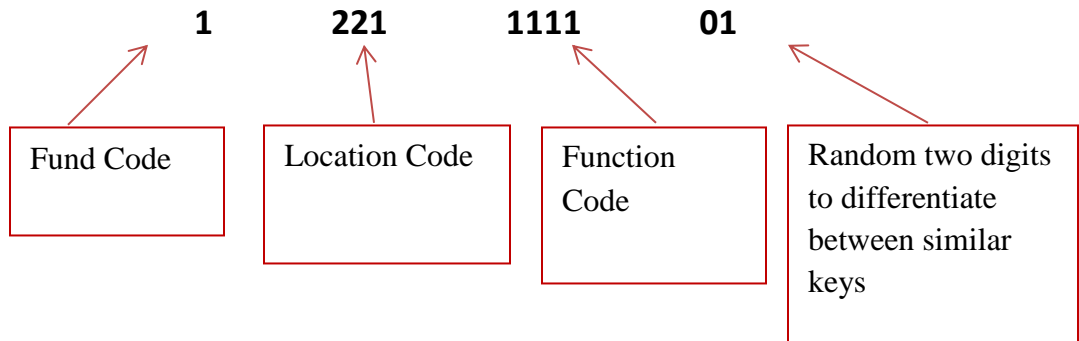 1 221 1111 01
Fund Code
Location Code
Function
Code
Random two digits
to differentiate
between similar
keys